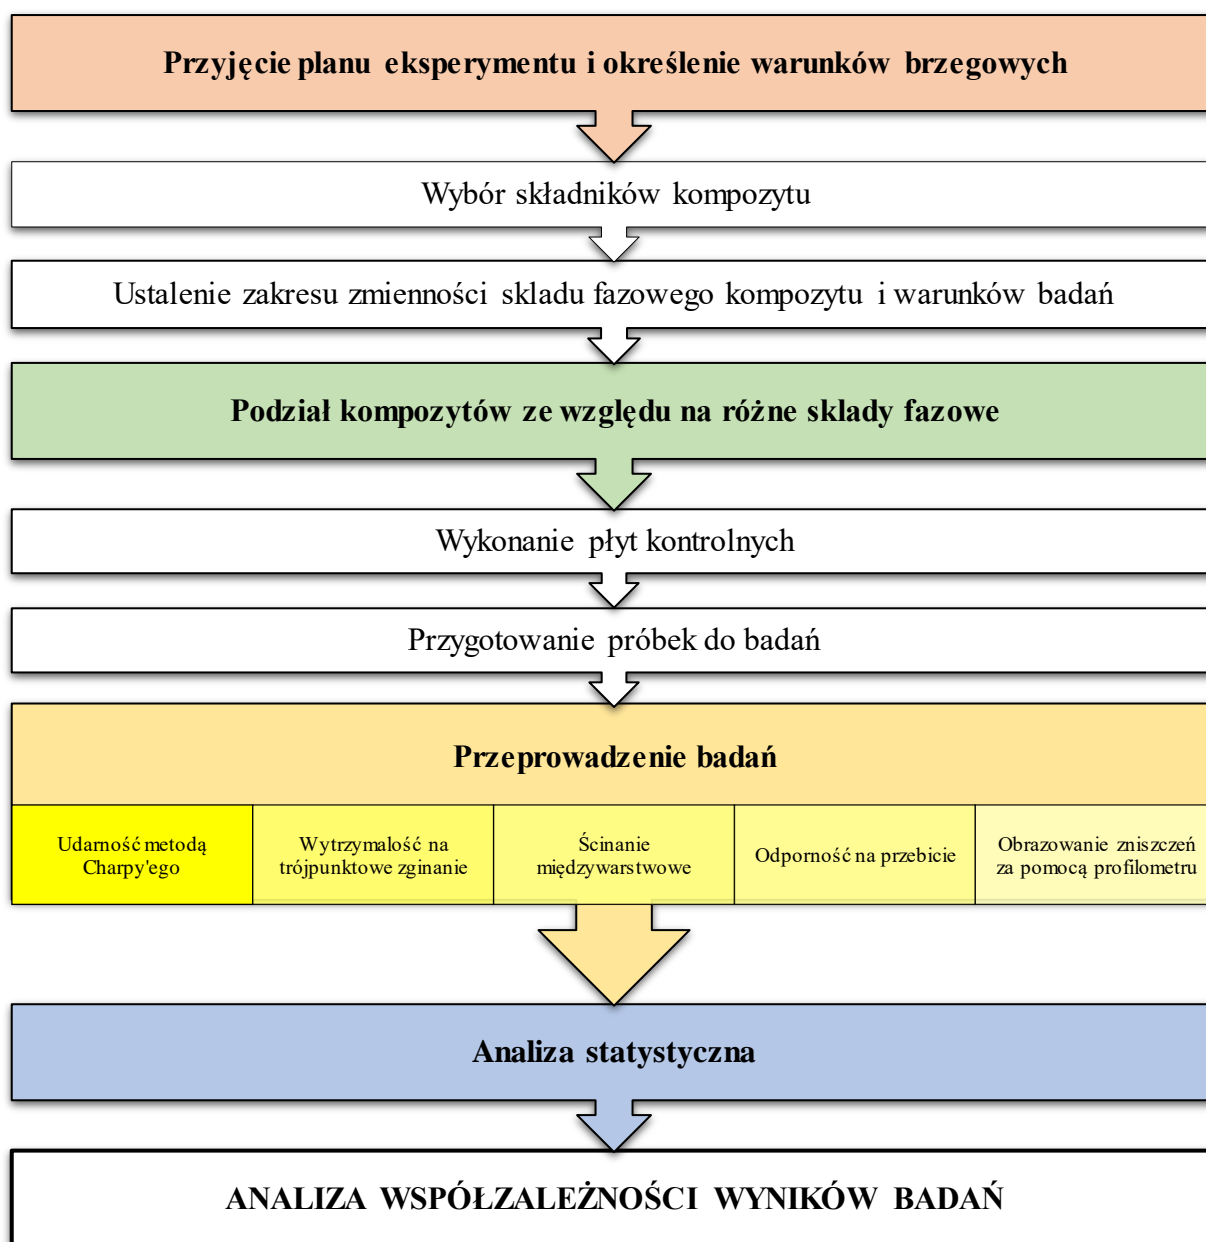 Przyjęcie planu eksperymentu i określenie warunków brzegowych
Wybór składników kompozytu
Ustalenie zakresu zmienności skladu fazowego kompozytu i warunków badań
Podział kompozytów ze względu na różne sklady fazowe
Wykonanie płyt kontrolnych
Przygotowanie próbek do badań
Przeprowadzenie badań
Udarność metodą
Charpy'ego
Wytrzymalość na
trójpunktowe zginanie
Ścinanie
międzywarstwowe
Odporność na przebicie
Obrazowanie zniszczeń
za pomocą profilometru
Analiza statystyczna
ANALIZA WSPÓŁZALEŻNOŚCI WYNIKÓW BADAŃ